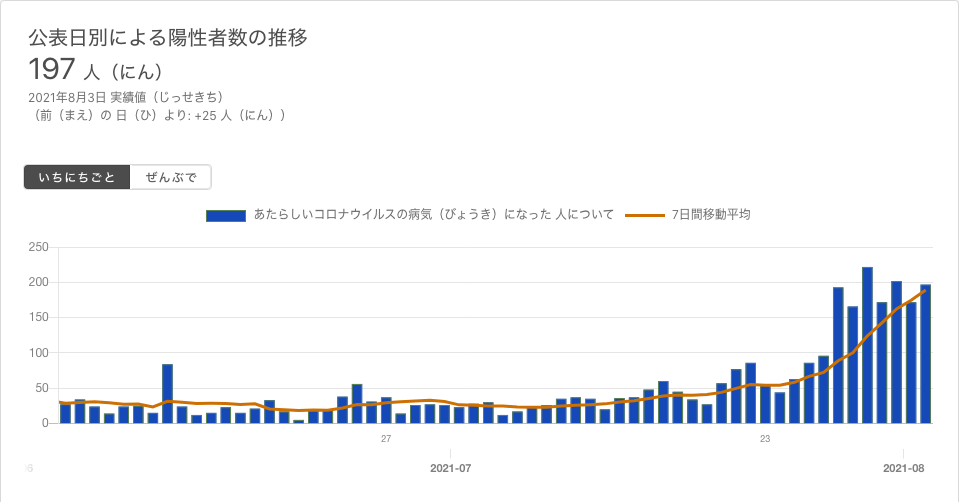 公表日別による陽性者数の推移
197 人（にん）
2021年8月3日 実績値（じっせきち）
（前（まえ）の 日（ひ）より: +25 人（にん））
いちにちごと ぜんぶで
あたらしいコロナウイルスの病気（びょうき）になった 人について 7日間移動平均
250
200
150
100
50
0
27 23
2021-07 2021-08